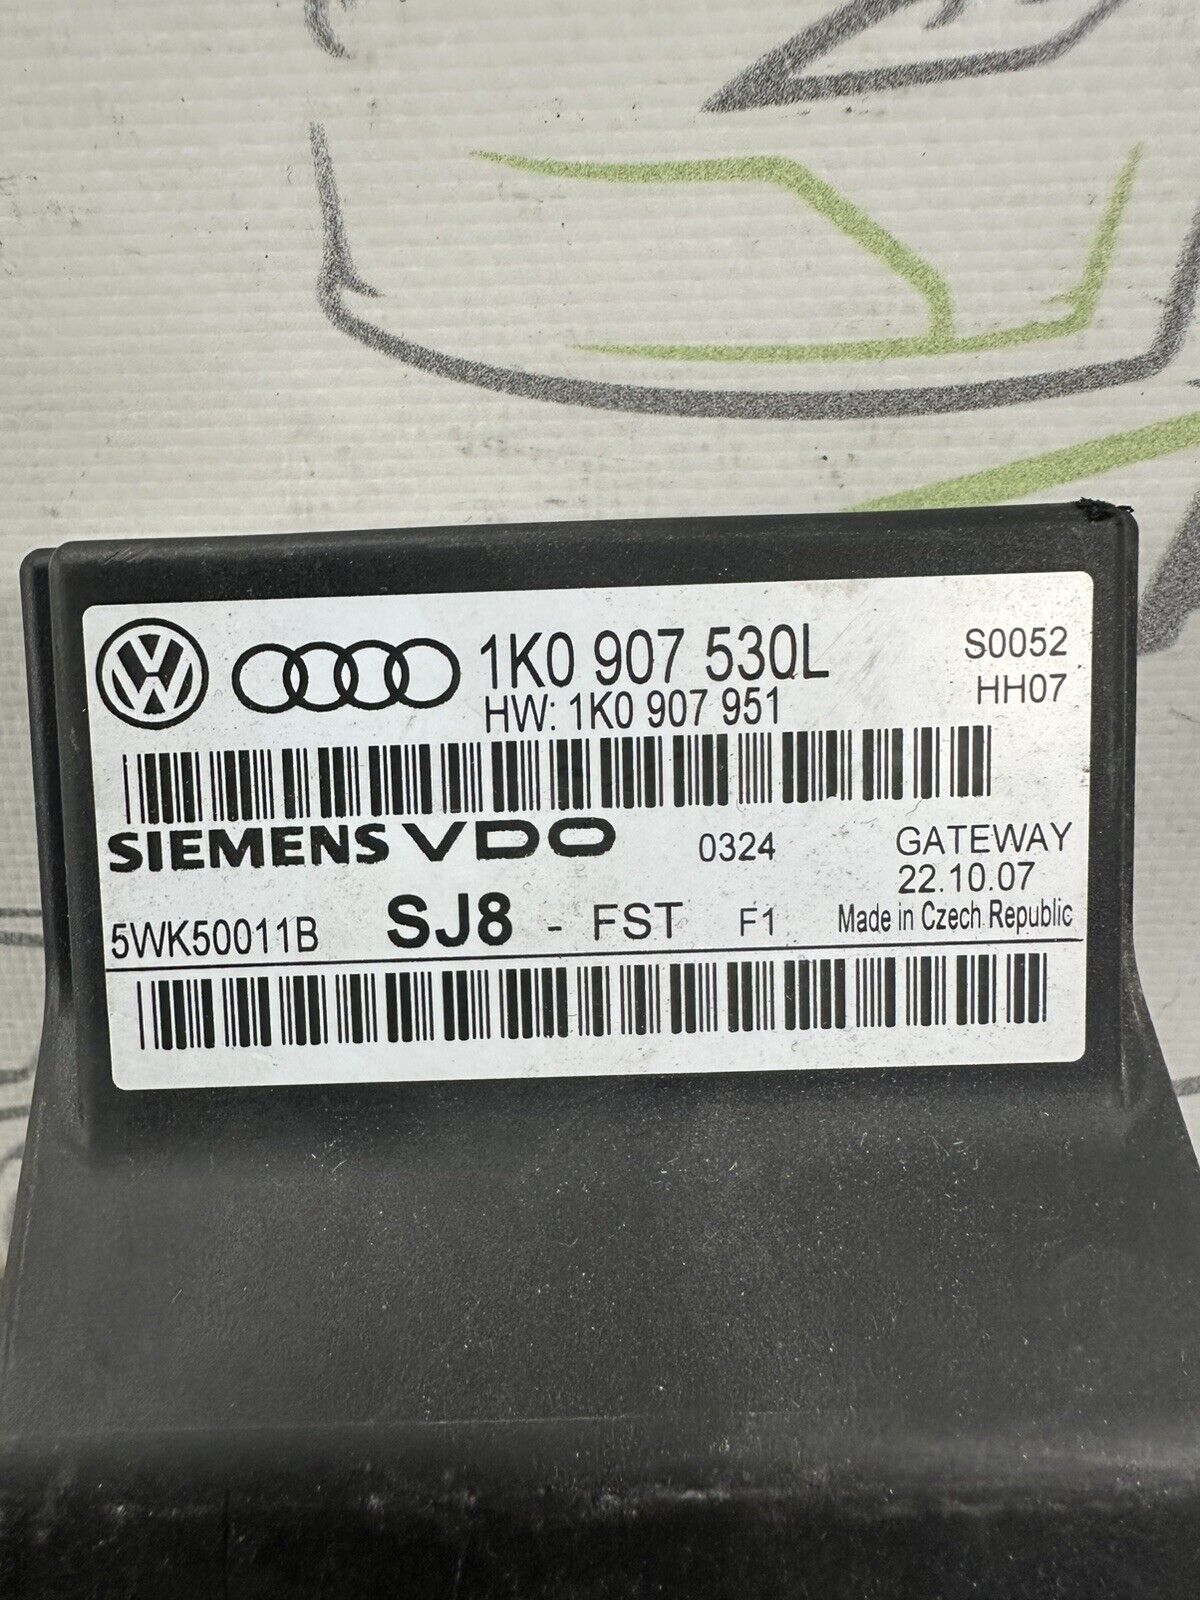 1K0 907 530L S0052
HW: 1K0 907 951 HH07
SIEMENS VDO 0324 GATEWAY
22.10.07
5WK50011B SJ8 - FST F1 Made in Czech Republic